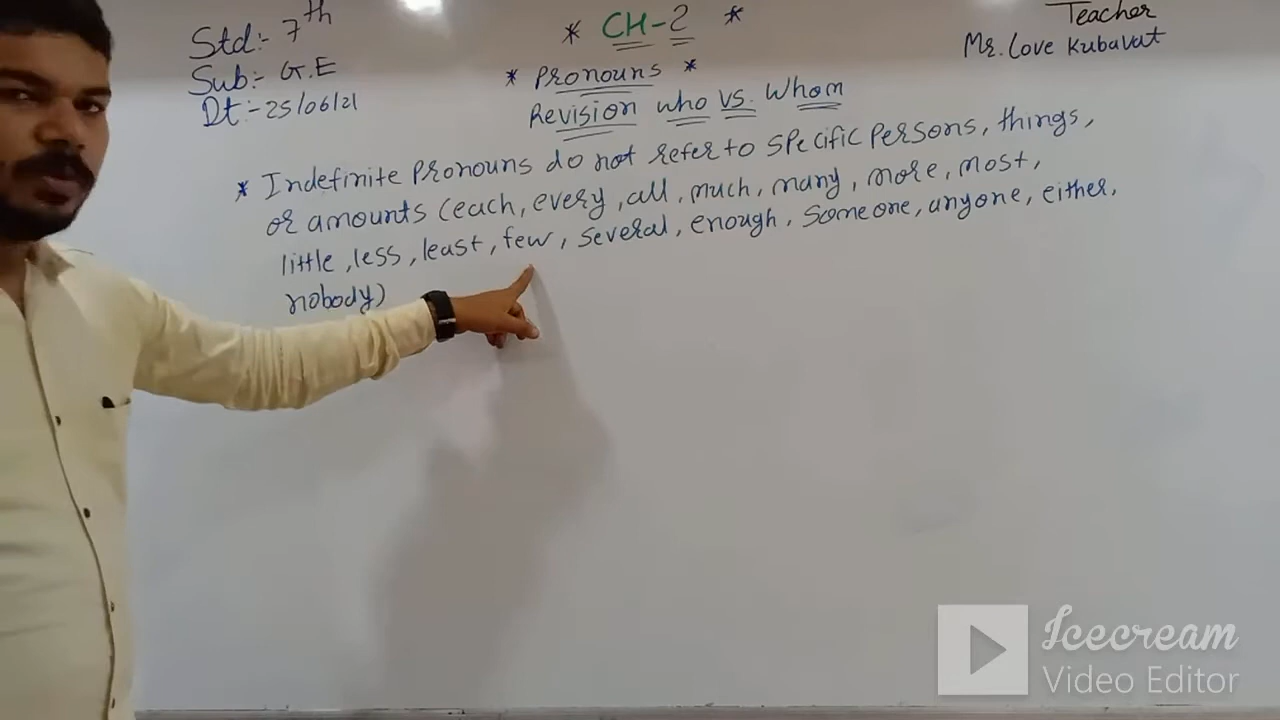 Std:- 7th
Sub:- G.E
Dt:-25/06/21
* CH-2 *
* Pronouns *
Revision who vs. Whom
Teacher
Mr. Love Kubavat
* Indefinite pronouns do not refer to specific persons, things,
or amounts (each, every, all, much, many, more, most,
little, less, least, few, several, enough, someone, anyone, either,
nobody)
Icecream
Video Editor